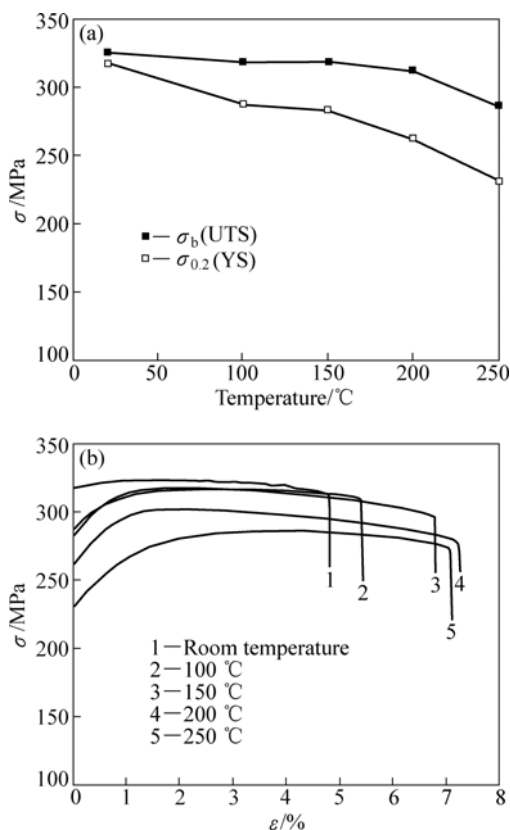 (a)
350
300
250
350
150
100
σ/MPa
σb(UTS)
σ0.2(YS)
0 50 100 150 200 250
Temperature/℃
(b)
350
300
250
200
150
100
σ/MPa
1 2 3 4
5
1—Room temperature
2—100 ℃
3—150 ℃
4—200 ℃
5—250 ℃
0 1 2 3 4 5 6 7 8
ε/%